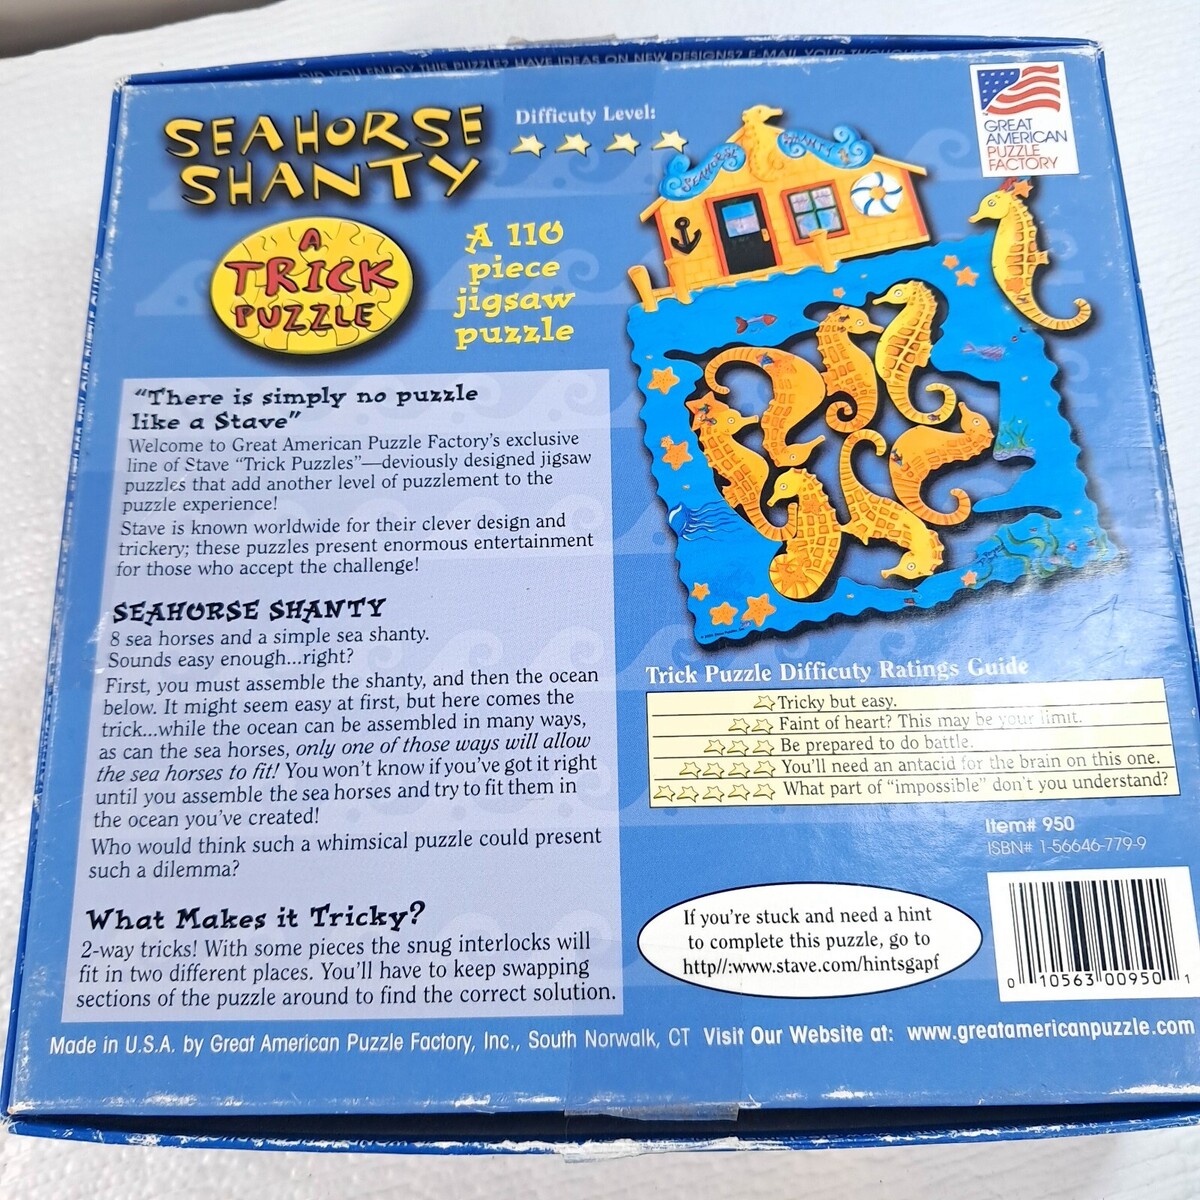 DID YOU ENJOY THIS PUZZLE? HAVE IDEAS ON NEW DESIGNS? E-MAIL YOUR
SEAHORSE
SHANTY
Difficuty Level:
A
TRICK
PUZZLE
A 110
piece
jigsaw
puzzle
SEAHORSE SHANTY
GREAT
AMERICAN
PUZZLE
FACTORY
"There is simply no puzzle
like a Stave"
Welcome to Great American Puzzle Factory's exclusive
line of Stave "Trick Puzzles"—deviously designed jigsaw
puzzles that add another level of puzzlement to the
puzzle experience!
Stave is known worldwide for their clever design and
trickery; these puzzles present enormous entertainment
for those who accept the challenge!
SEAHORSE SHANTY
8 sea horses and a simple sea shanty.
Sounds easy enough...right?
First, you must assemble the shanty, and then the ocean
below. It might seem easy at first, but here comes the
trick...while the ocean can be assembled in many ways,
as can the sea horses, only one of those ways will allow
the sea horses to fit! You won't know if you've got it right
until you assemble the sea horses and try to fit them in
the ocean you've created!
Who would think such a whimsical puzzle could present
such a dilemma?
What Makes it Tricky?
2-way tricks! With some pieces the snug interlocks will
fit in two different places. You'll have to keep swapping
sections of the puzzle around to find the correct solution.
Trick Puzzle Difficuty Ratings Guide
Tricky but easy.
Faint of heart? This may be your limit.
Be prepared to do battle.
You'll need an antacid for the brain on this one.
What part of "impossible" don't you understand?
Item# 950
ISBN# 1-56646-779-9
If you're stuck and need a hint
to complete this puzzle, go to
http//:www.stave.com/hintsgapf
0 10563 00950 1
Made in U.S.A. by Great American Puzzle Factory, Inc., South Norwalk, CT Visit Our Website at: www.greatamericanpuzzle.com